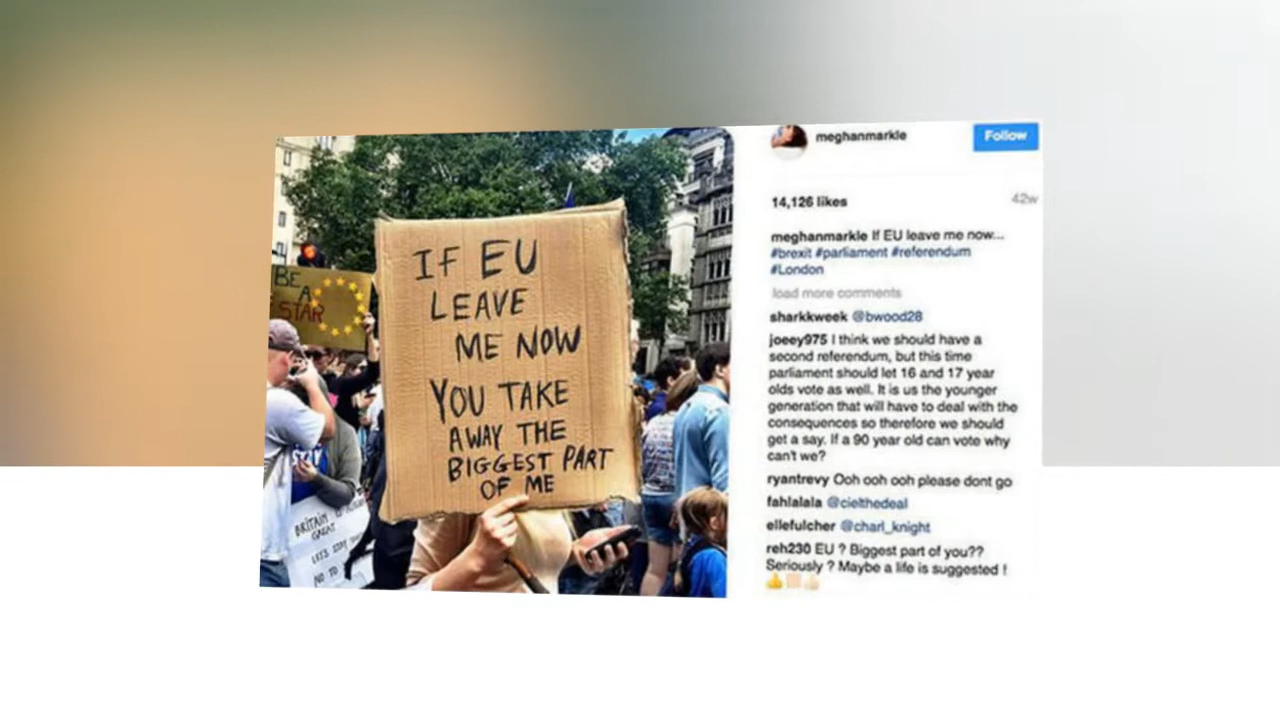 BE
A
STAR
IF EU
LEAVE
ME NOW
YOU TAKE
AWAY THE
BIGGEST PART
OF ME
BRITAIN
GREAT
NO TO
meghanmarkle
Follow
14,126 likes
42w
meghanmarkle If EU leave me now...
#brexit #parliament #referendum
#London
load more comments
sharkkweek @bwood28
joeey975 I think we should have a
second referendum, but this time
parliament should let 16 and 17 year
olds vote as well. It is us the younger
generation that will have to deal with the
consequences so therefore we should
get a say. If a 90 year old can vote why
can't we?
ryantrevy Ooh ooh ooh please dont go
fahlalala @cielthedeal
ellefulcher @charl_knight
reh230 EU ? Biggest part of you??
Seriously ? Maybe a life is suggested !